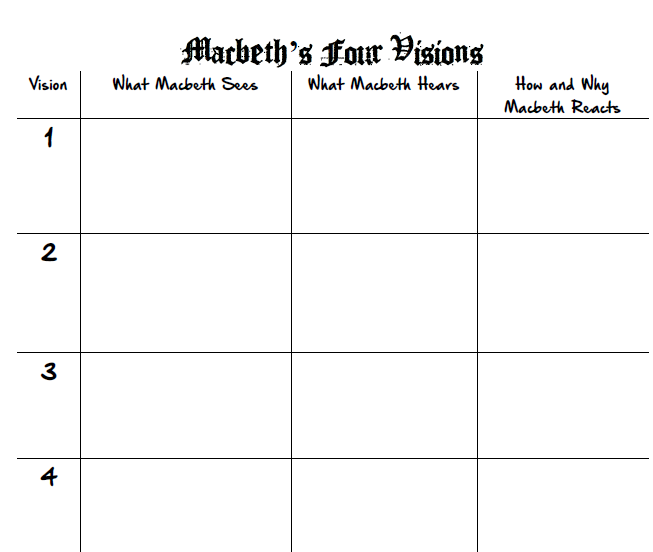 Macbeth's Four Visions
Vision What Macbeth Sees What Macbeth Hears How and Why
Macbeth Reacts
1
2
3
4